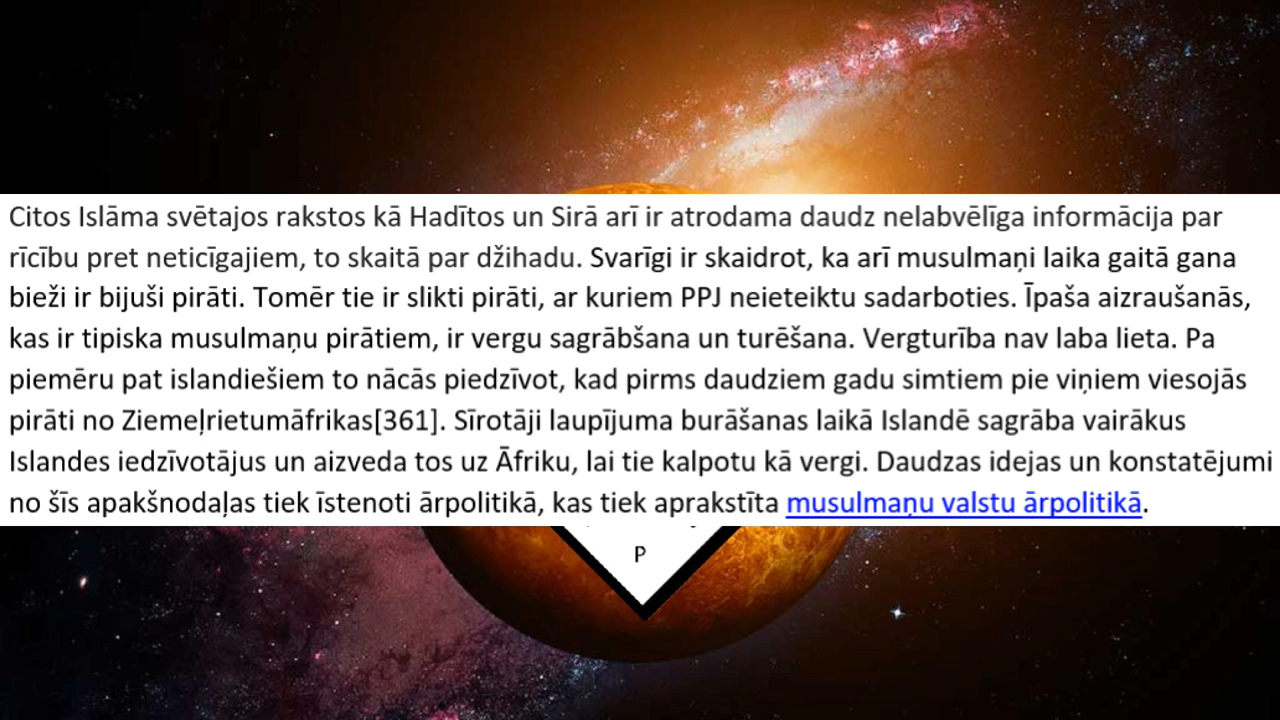 Citos Islāma svētajos rakstos kā Hadītos un Sirā arī ir atrodama daudz nelabvēlīga informācija par
rīcību pret neticīgajiem, to skaitā par džihadu. Svarīgi ir skaidrot, ka arī musulmaņi laika gaitā gana
bieži ir bijuši pirāti. Tomēr tie ir slikti pirāti, ar kuriem PPJ neieteiktu sadarboties. Īpaša aizraušanās,
kas ir tipiska musulmaņu pirātiem, ir vergu sagrābšana un turēšana. Vergturība nav laba lieta. Pa
piemēru pat islandiešiem to nācās piedzīvot, kad pirms daudziem gadu simtiem pie viņiem viesojās
pirāti no Ziemeļrietumāfrikas[361]. Sīrotāji laupījuma burāšanas laikā Islandē sagrāba vairākus
Islandes iedzīvotājus un aizveda tos uz Āfriku, lai tie kalpotu kā vergi. Daudzas idejas un konstatējumi
no šīs apakšnodaļas tiek īstenoti ārpolitikā, kas tiek aprakstīta musulmaņu valstu ārpolitikā.
P